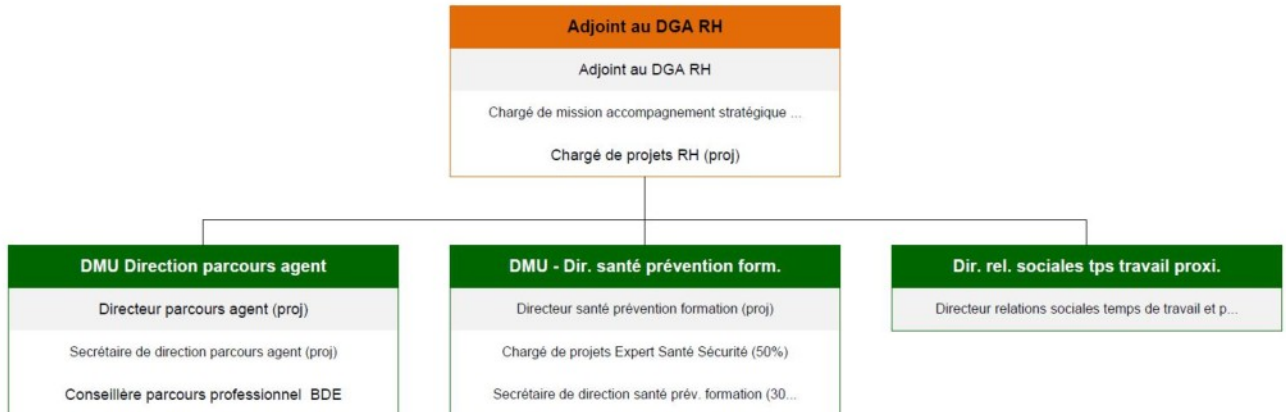 Adjoint au DGA RH
Adjoint au DGA RH
Chargé de mission accompagnement stratégique ...
Chargé de projets RH (proj)
DMU Direction parcours agent
Directeur parcours agent (proj)
Secrétaire de direction parcours agent (proj)
Conseillère parcours professionnel BDE
DMU - Dir. santé prévention form.
Directeur santé prévention formation (proj)
Chargé de projets Expert Santé Sécurité (50%)
Secrétaire de direction santé prév. formation (30...
Dir. rel. sociales tps travail proxi.
Directeur relations sociales temps de travail et p...